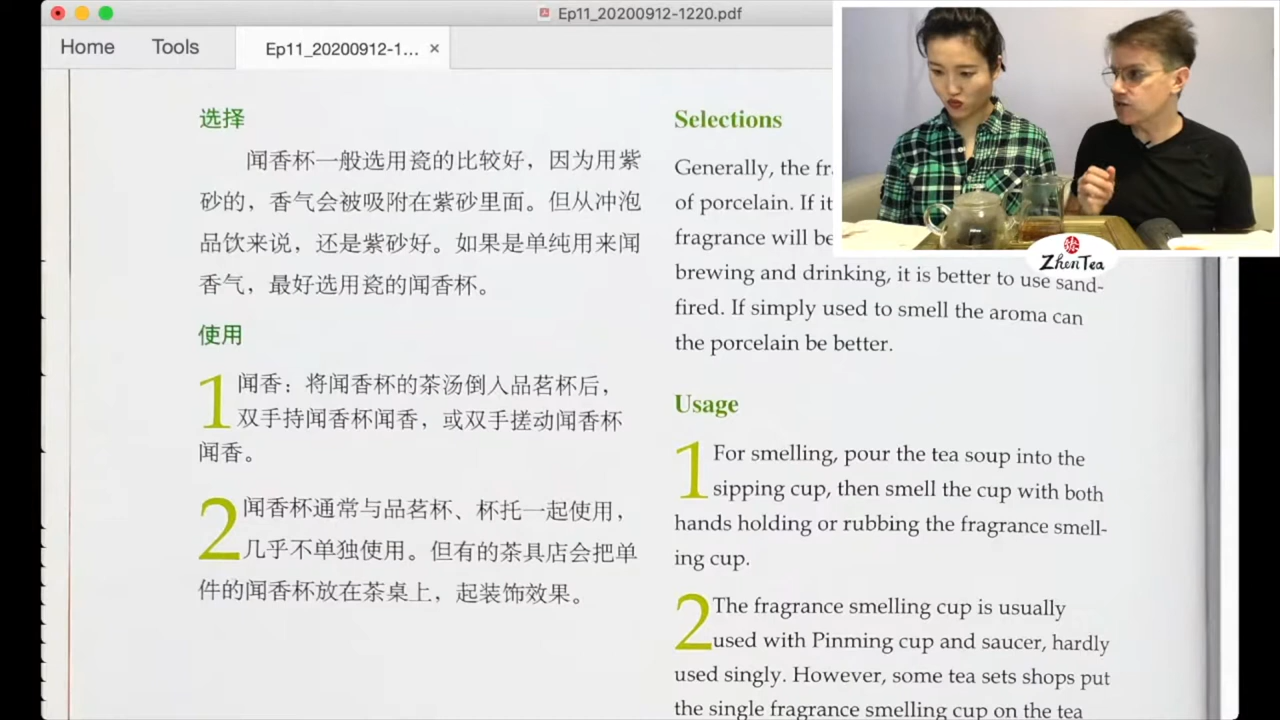 Ep11_20200912-1220.pdf
Home
Tools
Ep11_20200912-1...
选择
闻香杯一般选用瓷的比较好，因为用紫
砂的，香气会被吸附在紫砂里面。但从冲泡
品饮来说，还是紫砂好。如果是单纯用来闻
香气，最好选用瓷的闻香杯。
使用
1 闻香：将闻香杯的茶汤倒入品茗杯后，
双手持闻香杯闻香，或双手搓动闻香杯
闻香。
2 闻香杯通常与品茗杯、杯托一起使用，
几乎不单独使用。但有的茶具店会把单
件的闻香杯放在茶桌上，起装饰效果。
Selections
Generally, the
of porcelain. If it
fragrance will be
brewing and drinking, it is better to use sand-
fired. If simply used to smell the aroma can
the porcelain be better.
Usage
1 For smelling, pour the tea soup into the
sipping cup, then smell the cup with both
hands holding or rubbing the fragrance smell-
ing cup.
2 The fragrance smelling cup is usually
used with Pinming cup and saucer, hardly
used singly. However, some tea sets shops put
the single fragrance smelling cup on the tea
ZhenTea